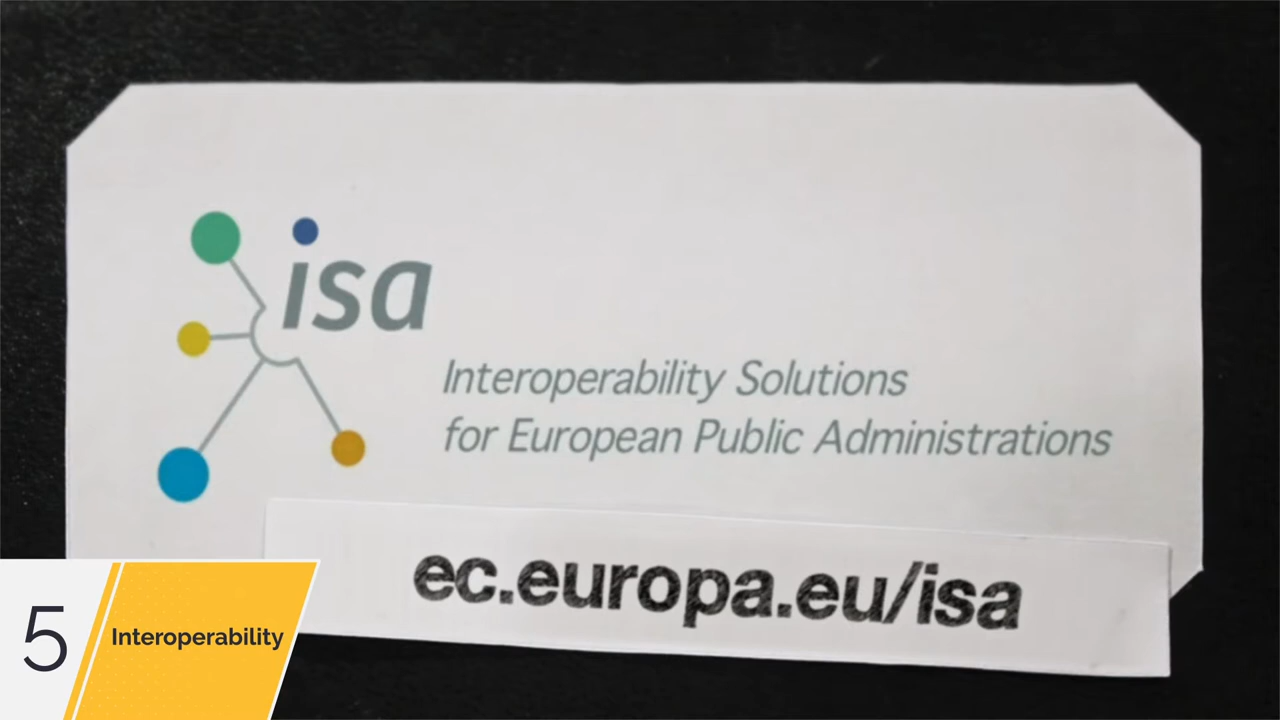 isa
Interoperability Solutions
for European Public Administrations
ec.europa.eu/isa
5
Interoperability